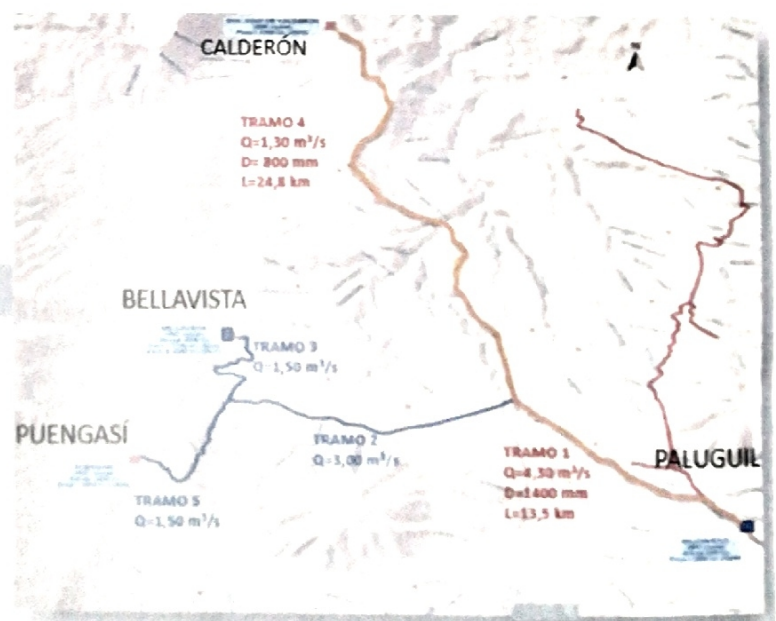 CALDERÓN
N
TRAMO 4
Q=1,30 m³/s
D= 800 mm
L=24,8 km
BELLAVISTA
TRAMO 3
Q=1,50 m³/s
PUENGASÍ
TRAMO 2
Q=3,00 m³/s
TRAMO 1
Q=4,30 m³/s
D=1400 mm
L=13,5 km
PALUGUIL
TRAMO 5
Q=1,50 m³/s